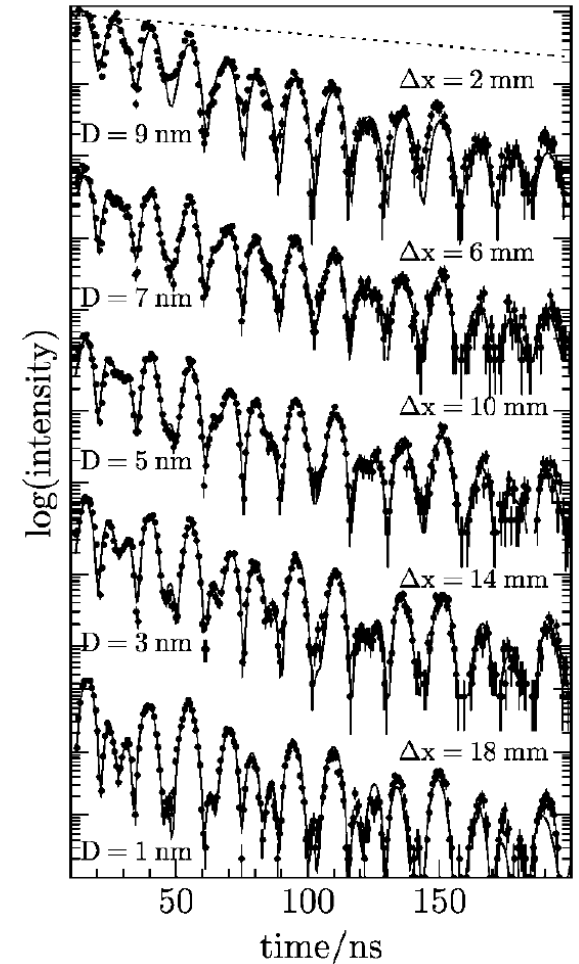 Δx = 2 mm
D = 9 nm
Δx = 6 mm
D = 7 nm
Δx = 10 mm
D = 5 nm
Δx = 14 mm
D = 3 nm
Δx = 18 mm
D = 1 nm
log(intensity)
50 100 150
time/ns